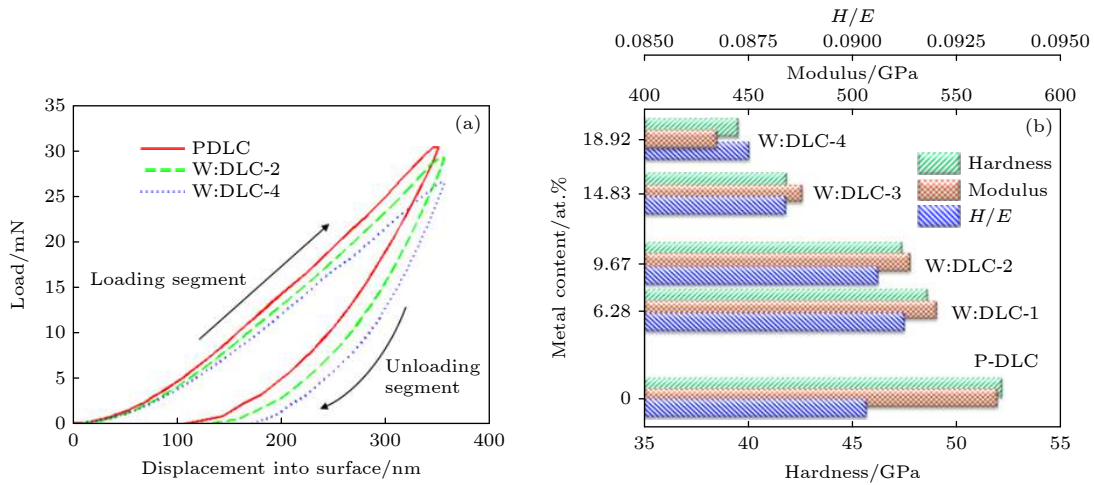 (a)
40
35
30
25
20
15
10
5
0
Load/mN
PDLC
W:DLC-2
W:DLC-4
Loading segment
Unloading
segment
0
100
200
300
400
Displacement into surface/nm
H/E
0.0850
0.0875
0.0900
0.0925
0.0950
Modulus/GPa
400
450
500
550
600
(b)
Metal content/at.%
18.92
14.83
9.67
6.28
0
W:DLC-4
W:DLC-3
W:DLC-2
W:DLC-1
P-DLC
Hardness
Modulus
H/E
35
40
45
50
55
Hardness/GPa